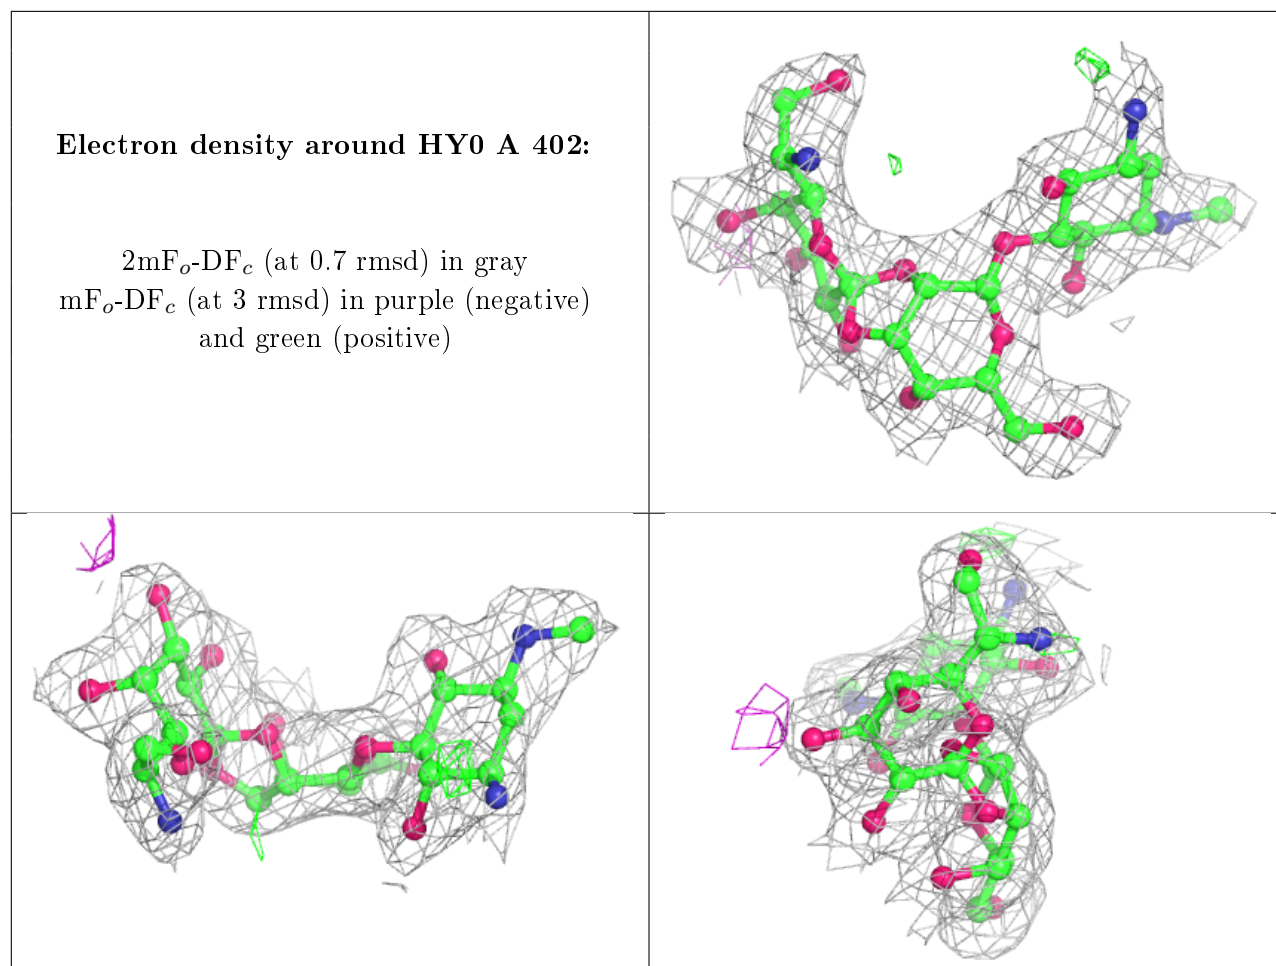 Electron density around HY0 A 402:
2mFₒ-DF𝒸 (at 0.7 rmsd) in gray
mFₒ-DF𝒸 (at 3 rmsd) in purple (negative)
and green (positive)